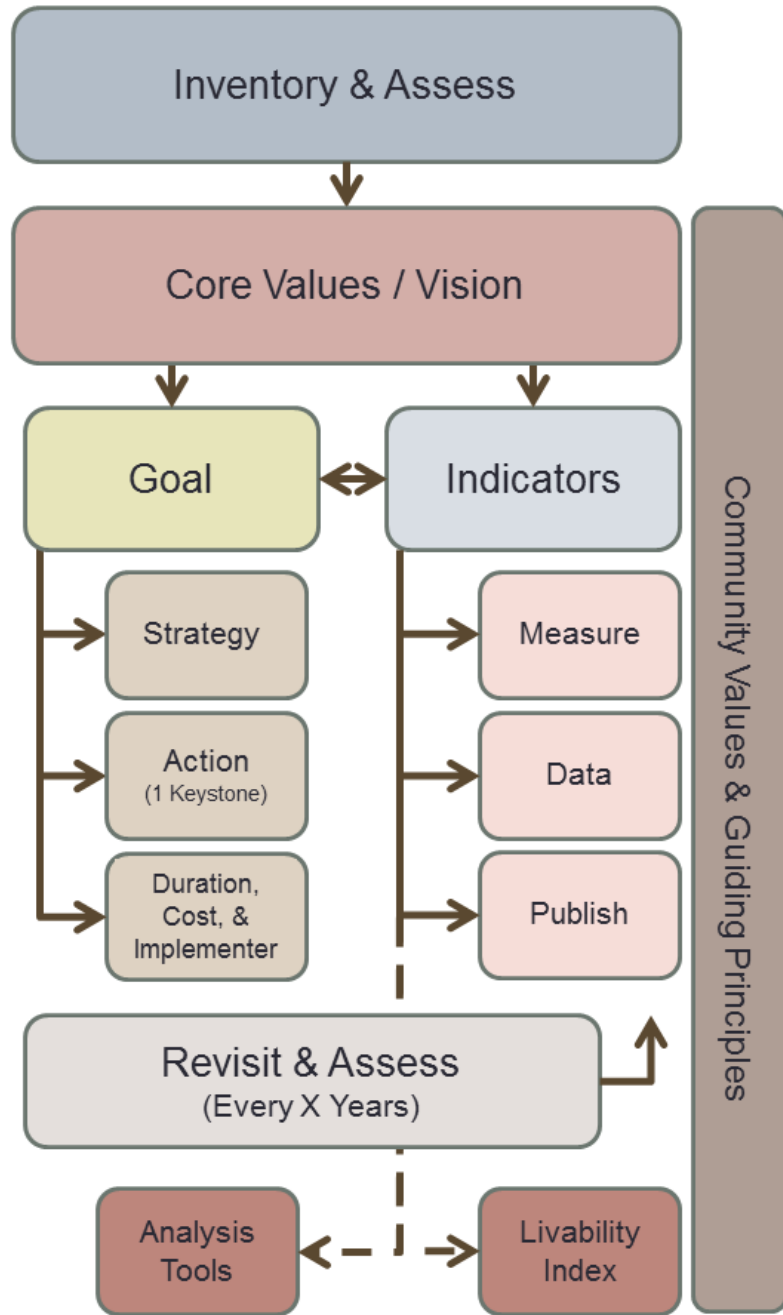 Inventory & Assess
Core Values / Vision
Goal
Indicators
Strategy
Measure
Action
(1 Keystone)
Data
Duration,
Cost, &
Implementer
Publish
Revisit & Assess
(Every X Years)
Analysis
Tools
Livability
Index
Community Values & Guiding Principles